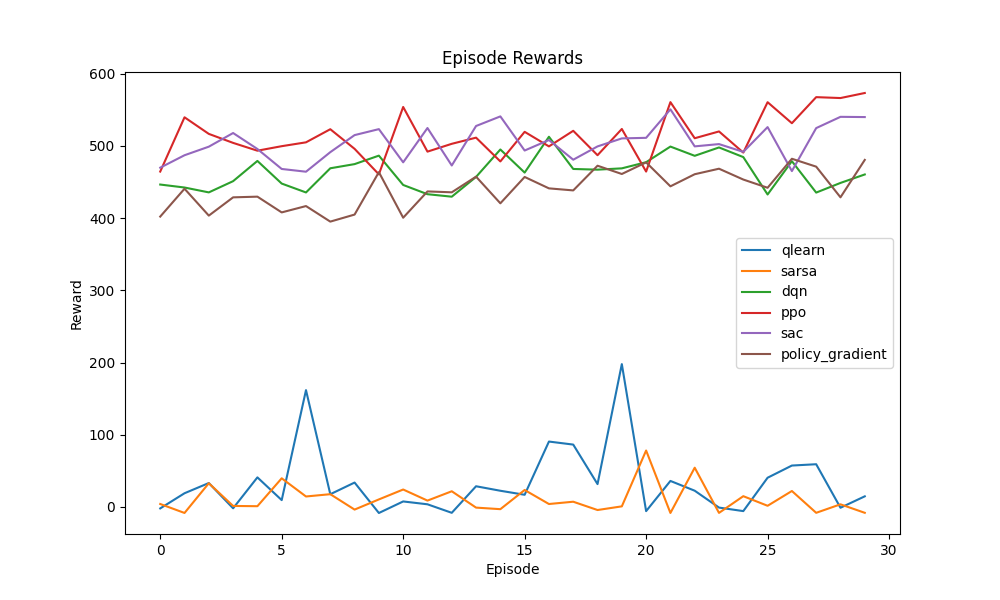 Episode Rewards
600
500
400
300
200
100
0
Reward
qlearn
sarsa
dqn
ppo
sac
policy_gradient
0 5 10 15 20 25 30
Episode